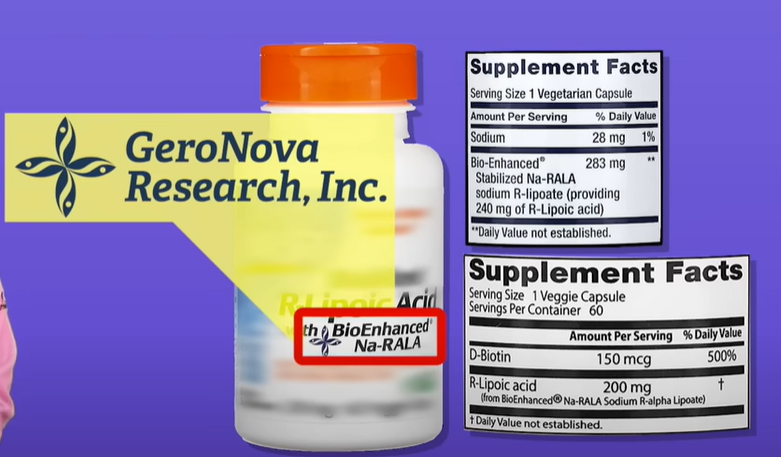 GeroNova
Research, Inc.
R-Lipoic Acid
th BioEnhanced®
Na-RALA
Supplement Facts
Serving Size 1 Vegetarian Capsule
Amount Per Serving % Daily Value
Sodium 28 mg 1%
Bio-Enhanced® 283 mg **
Stabilized Na-RALA
sodium R-lipoate (providing
240 mg of R-Lipoic acid)
**Daily Value not established.
Supplement Facts
Serving Size 1 Veggie Capsule
Servings Per Container 60
Amount Per Serving % Daily Value
D-Biotin 150 mcg 500%
R-Lipoic acid 200 mg †
(from BioEnhanced® Na-RALA Sodium R-alpha Lipoate)
† Daily Value not established.